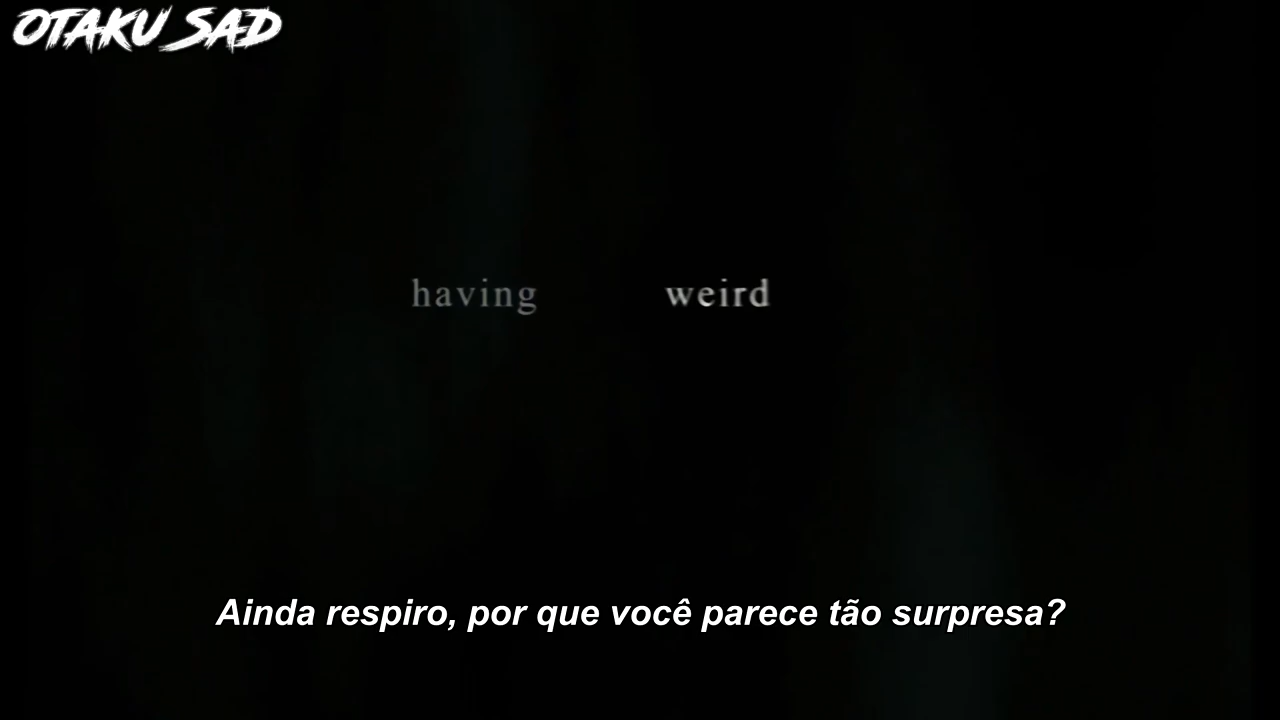 OTAKU SAD
having weird
Ainda respiro, por que você parece tão surpresa?